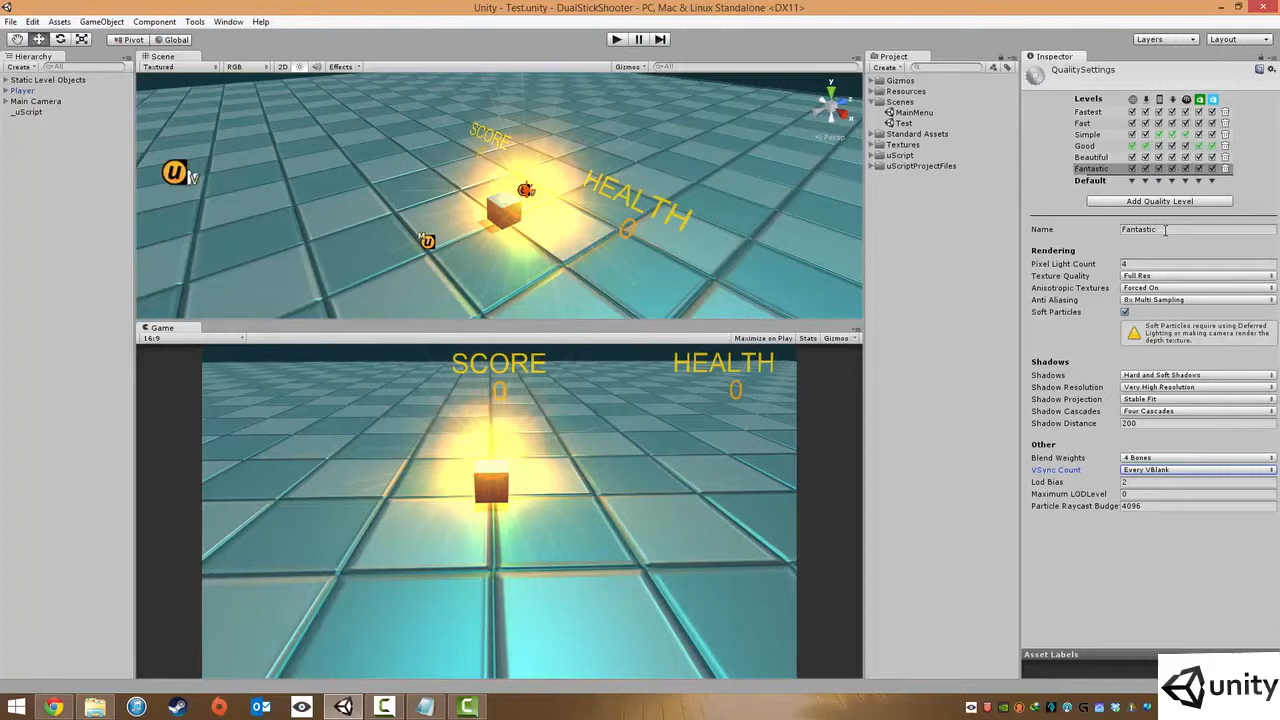 Unity - Test.unity - DualStickShooter - PC, Mac & Linux Standalone <DX11>
File Edit Assets GameObject Component Tools Window Help
Pivot Global Layers Layout
Hierarchy
Create All
Static Level Objects
Player
Main Camera
_uScript
Scene
Textured RGB 2D Effects Gizmos All
SCORE
HEALTH
0
y
z
x
Persp
Game
16:9 Maximize on Play Stats Gizmos
SCORE HEALTH
0 0
Project
Create
Gizmos
Resources
Scenes
MainMenu
Test
Standard Assets
Textures
uScript
uScriptProjectFiles
Inspector
QualitySettings
Levels
Fastest
Fast
Simple
Good
Beautiful
Fantastic
Default
Add Quality Level
Name Fantastic
Rendering
Pixel Light Count 4
Texture Quality Full Res
Anisotropic Textures Forced On
Anti Aliasing 8x Multi Sampling
Soft Particles
Soft Particles require using Deferred
Lighting or making camera render the
depth texture.
Shadows
Shadows Hard and Soft Shadows
Shadow Resolution Very High Resolution
Shadow Projection Stable Fit
Shadow Cascades Four Cascades
Shadow Distance 200
Other
Blend Weights 4 Bones
VSync Count Every VBlank
Lod Bias 2
Maximum LODLevel 0
Particle Raycast Budge 4096
Asset Labels
unity